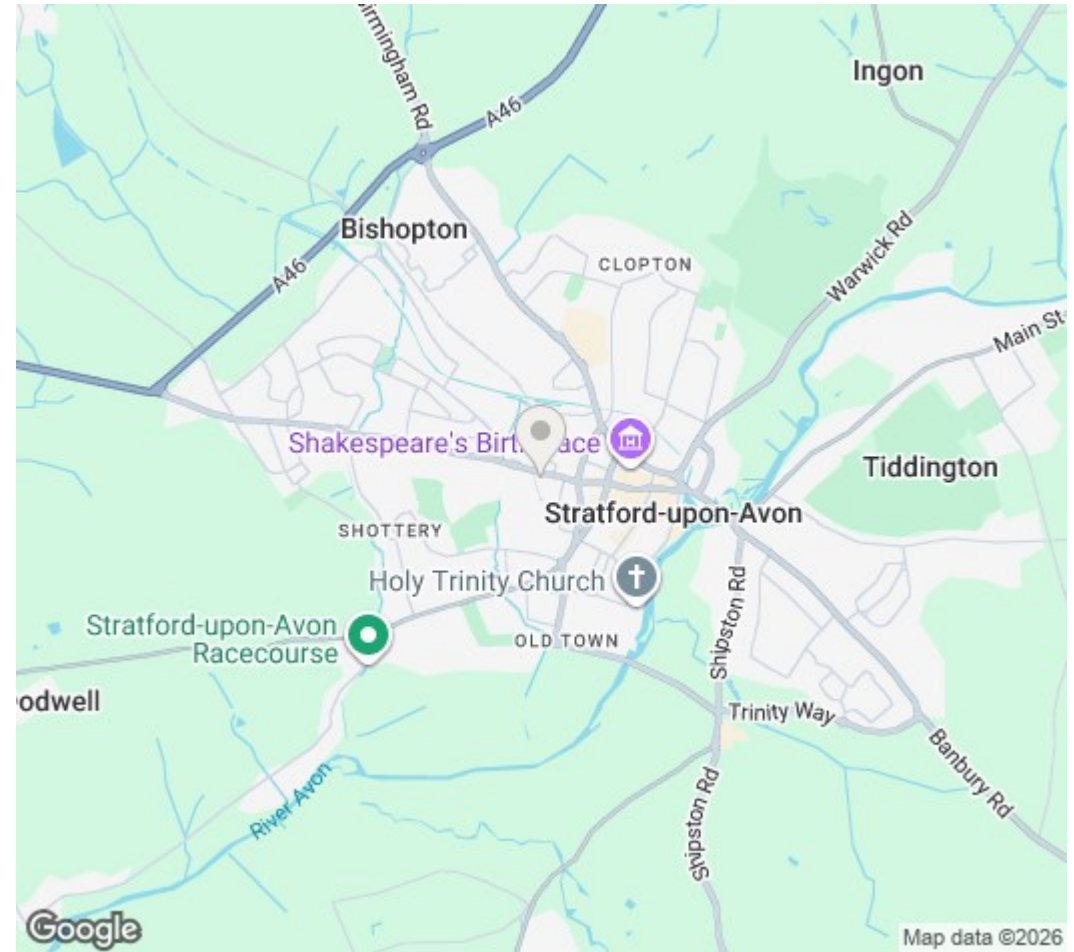 Birmingham Rd
A46
Ingon
Bishopton
CLOPTON
Warwick Rd
A46
Main St
Shakespeare's Birthplace
Tiddington
Stratford-upon-Avon
SHOTTERY
Holy Trinity Church
Stratford-upon-Avon
Racecourse
OLD TOWN
Shipston Rd
odwell
Trinity Way
Banbury Rd
River Avon
Shipston Rd
Google
Map data ©2026